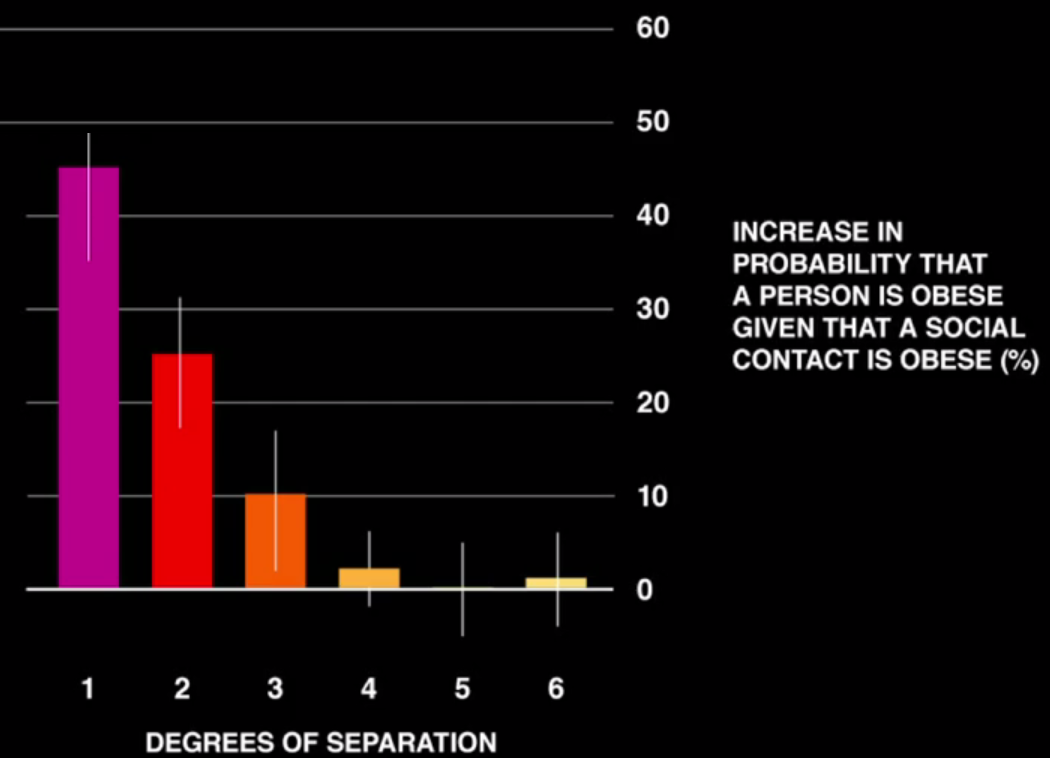 60
50
40
30
20
10
0
INCREASE IN
PROBABILITY THAT
A PERSON IS OBESE
GIVEN THAT A SOCIAL
CONTACT IS OBESE (%)
1 2 3 4 5 6
DEGREES OF SEPARATION